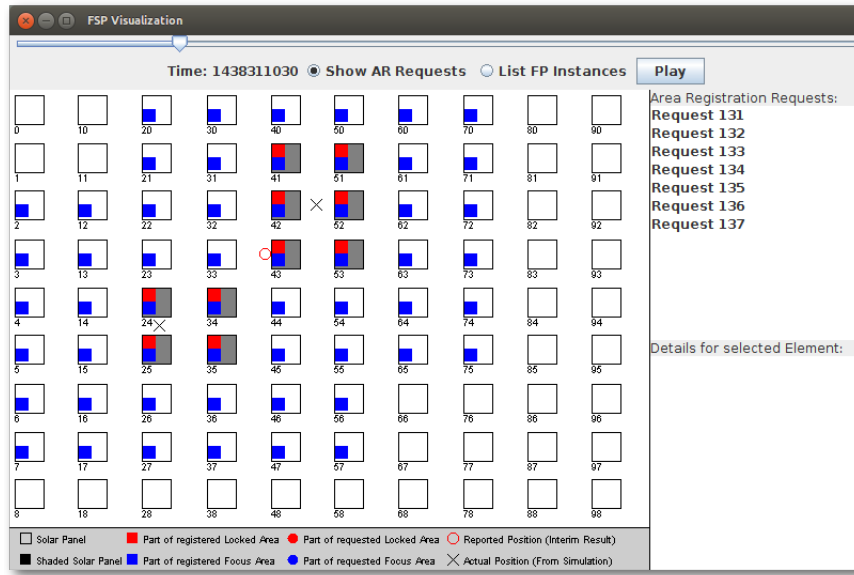 FSP Visualization
Time: 1438311030 Show AR Requests List FP Instances Play
0 10 20 30 40 50 60 70 80 90
1 11 21 31 41 51 61 71 81 91
2 12 22 32 42 52 62 72 82 92
3 13 23 33 43 53 63 73 83 93
4 14 24 34 44 54 64 74 84 94
5 15 25 35 45 55 65 75 85 95
6 16 26 36 46 56 66 76 86 96
7 17 27 37 47 57 67 77 87 97
8 18 28 38 48 58 68 78 88 98
Area Registration Requests:
Request 131
Request 132
Request 133
Request 134
Request 135
Request 136
Request 137
Details for selected Element:
Solar Panel Part of registered Locked Area Part of requested Locked Area Reported Position (Interim Result)
Shaded Solar Panel Part of registered Focus Area Part of requested Focus Area Actual Position (From Simulation)